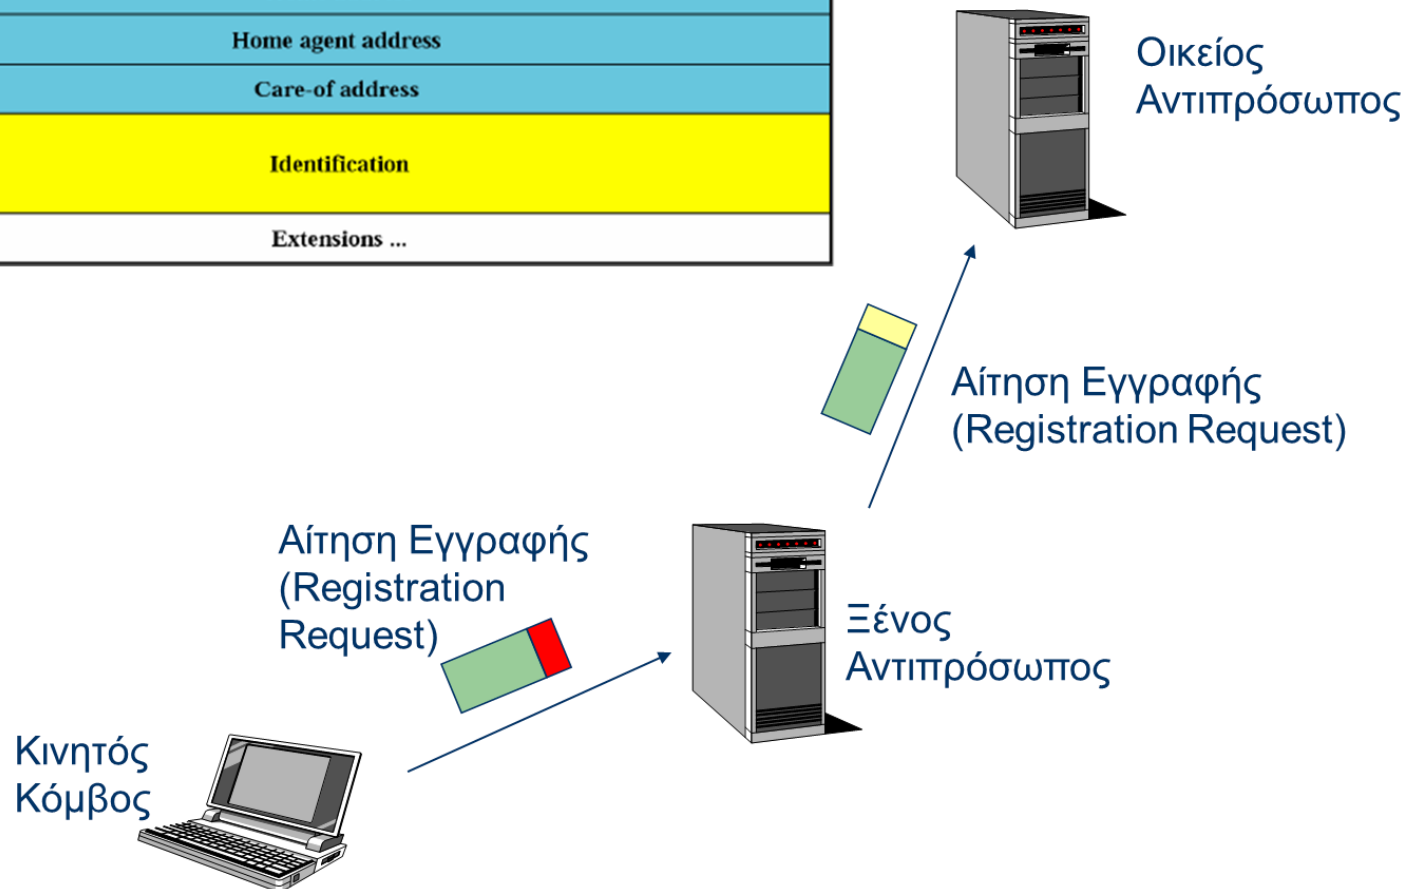 Home agent address
Care-of address
Identification
Extensions ...
Οικείος
Αντιπρόσωπος
Αίτηση Εγγραφής
(Registration Request)
Αίτηση Εγγραφής
(Registration
Request)
Ξένος
Αντιπρόσωπος
Κινητός
Κόμβος